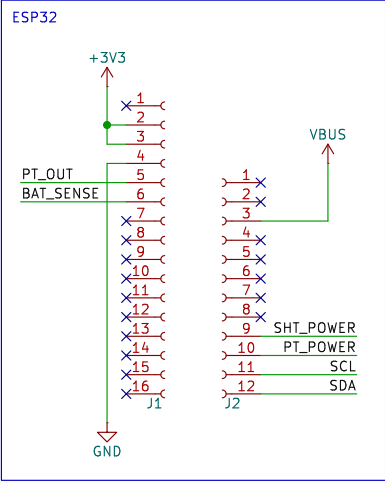 ESP32
+3V3
1
2
3
4
PT_OUT 5
BAT_SENSE 6
7
8
9
10
11
12
13
14
15
16
J1
VBUS
1
2
3
4
5
6
7
8
9 SHT_POWER
10 PT_POWER
11 SCL
12 SDA
J2
GND